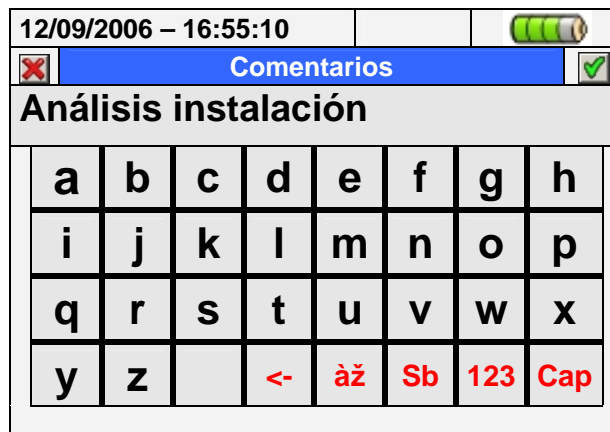 12/09/2006 – 16:55:10
Comentarios
Análisis instalación
a b c d e f g h
i j k l m n o p
q r s t u v w x
y z <- àž Sb 123 Cap